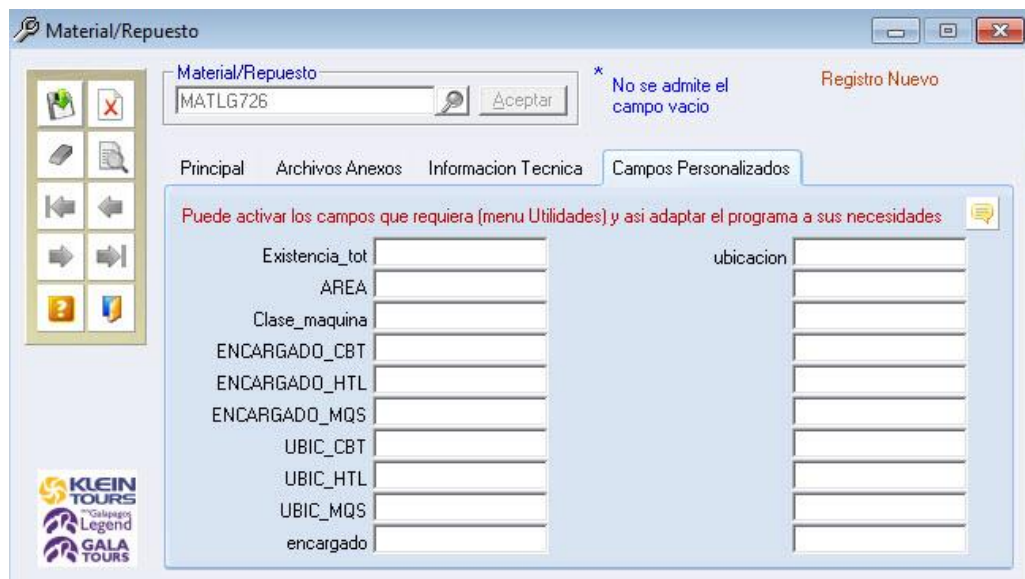 Material/Repuesto
Material/Repuesto
MATLG726
Aceptar
* No se admite el
campo vacio
Registro Nuevo
Principal Archivos Anexos Informacion Tecnica Campos Personalizados
Puede activar los campos que requiera (menu Utilidades) y asi adaptar el programa a sus necesidades
Existencia_tot
ubicacion
AREA
Clase_maquina
ENCARGADO_CBT
ENCARGADO_HTL
ENCARGADO_MQS
UBIC_CBT
UBIC_HTL
UBIC_MQS
encargado
KLEIN
TOURS
Galapagos
Legend
GALA
TOURS